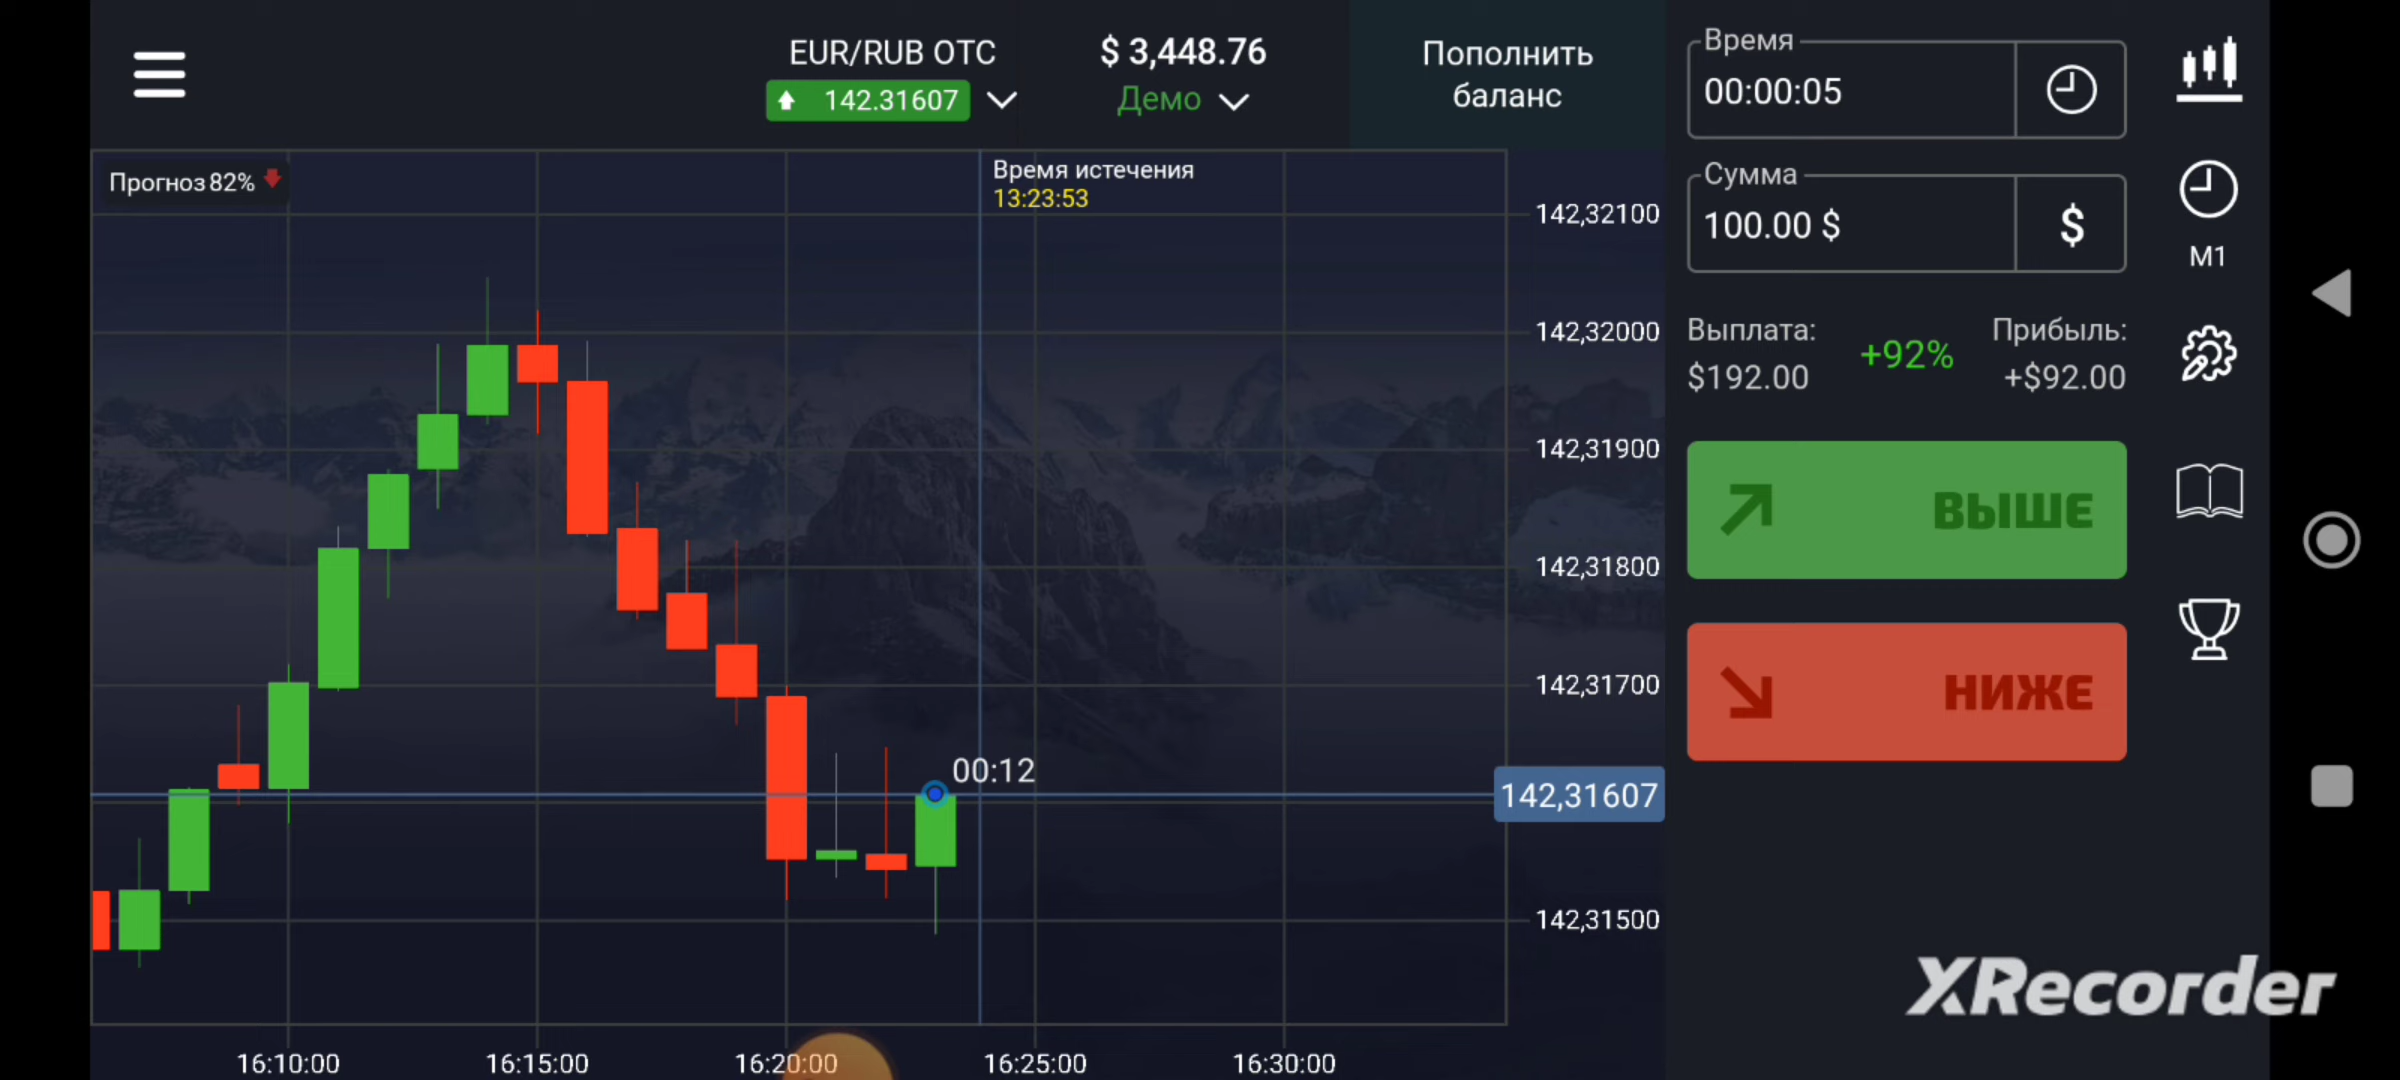 EUR/RUB OTC
142.31607
$ 3,448.76
Демо
Пополнить
баланс
Время
00:00:05
Сумма
100.00 $
$
M1
Выплата:
$192.00
+92%
Прибыль:
+$92.00
ВЫШЕ
НИЖЕ
Прогноз 82%
Время истечения
13:23:53
142,32100
142,32000
142,31900
142,31800
142,31700
00:12
142,31607
142,31500
16:10:00
16:15:00
16:20:00
16:25:00
16:30:00
XRecorder